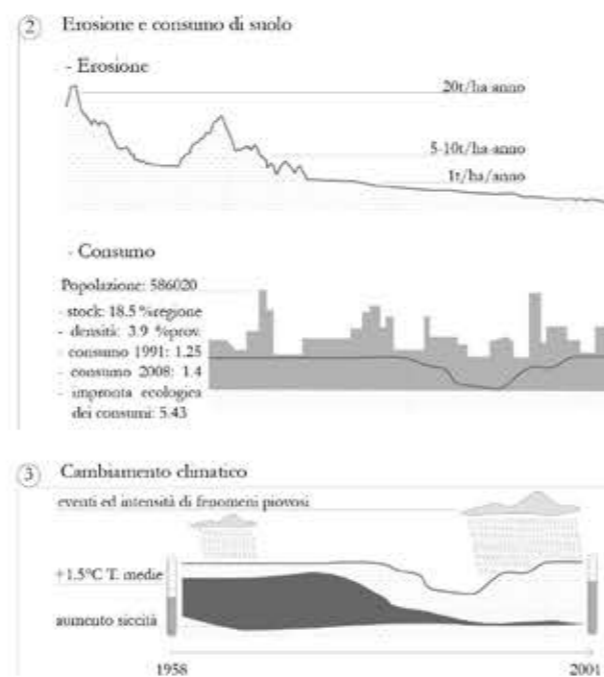 2 Erosione e consumo di suolo
- Erosione
20t/ha anno
5-10t/ha anno
1t/ha/anno
- Consumo
Popolazione: 586020
- stock: 18.5 %regione
- densità: 3.9 %prov.
- consumo 1991: 1.25
- consumo 2008: 1.4
- impronta ecologica
dei consumi: 5.43
3 Cambiamento climatico
eventi ed intensità di fenomeni piovosi
+1.5°C T. medie
aumento siccità
1958
2001